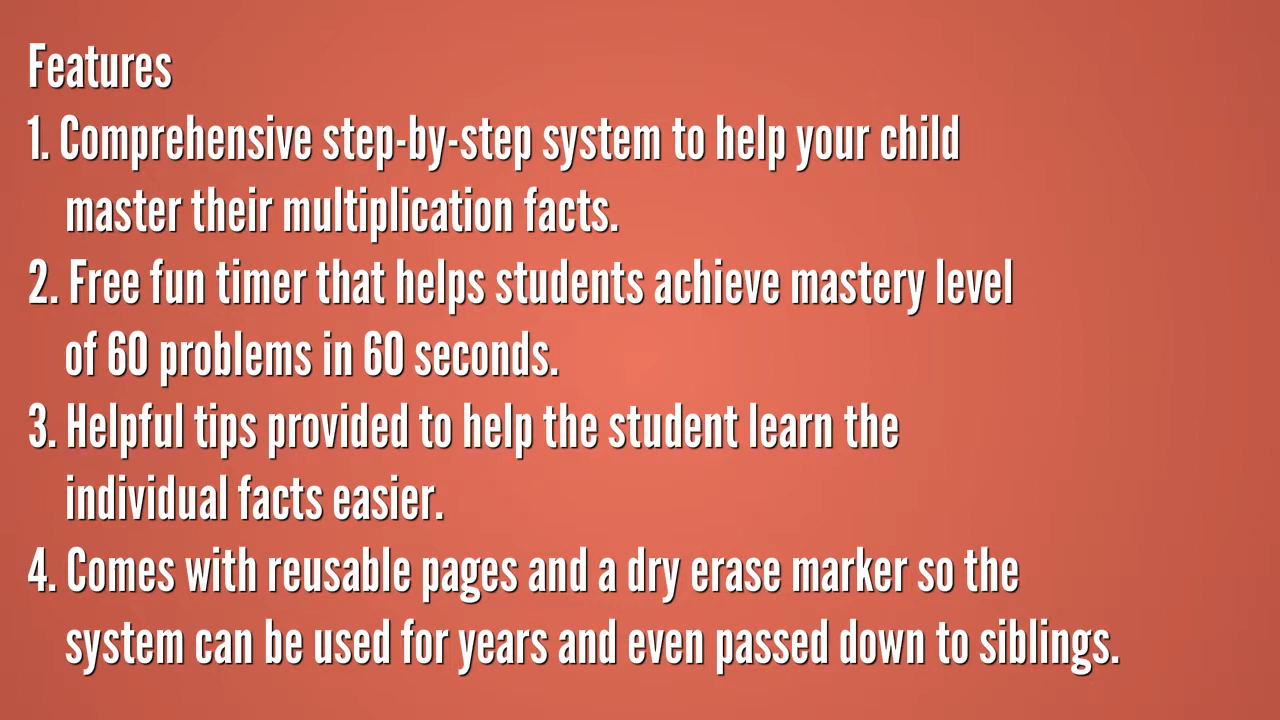 Features
1. Comprehensive step-by-step system to help your child
master their multiplication facts.
2. Free fun timer that helps students achieve mastery level
of 60 problems in 60 seconds.
3. Helpful tips provided to help the student learn the
individual facts easier.
4. Comes with reusable pages and a dry erase marker so the
system can be used for years and even passed down to siblings.